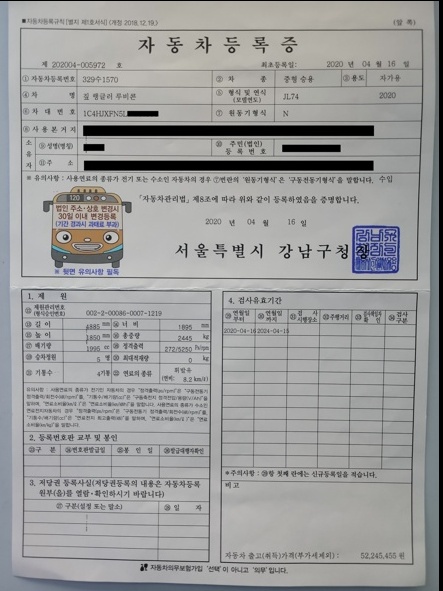 ■자동차등록규칙 [별지 제1호서식] (개정 2018. 12. 19.) (앞 쪽)
자 동 차 등 록 증
제 202004-005972 호 최초등록일: 2020 년 04 월 16 일
① 자동차등록번호 329수1570 ② 차 종 중형 승용 ③ 용도 자가용
④ 차 명 짚 랭글러 루비콘 ⑤ 형식 및 연식 (모델연도) JL74 2020
⑥ 차 대 번 호 1C4HJXFN5L ⑦ 원동기형식 N
⑧ 사용본거지
소유자 ⑨ 성명(명칭) ⑩ 주민(법인)등록번호
⑪ 주 소
※ 유의사항 : 사용연료의 종류가 전기 또는 수소인 자동차의 경우 ⑦번란의 '원동기 형식' 은 '구동전동기형식' 을 말합니다. 수입
「자동차관리법」 제8조에 따라 위와 같이 등록하였음을 증명합니다.
120
법인 주소·상호 변경시
30일 이내 변경등록
(기간 경과시 과태료 부과)
※ 뒷면 유의사항 필독
2020 년 04 월 16 일
서울특별시 강남구청장
1. 제 원
⑫ 제원관리번호 (형식승인번호) 002-2-00086-0007-1219
⑬ 길 이 4885 mm ⑭ 너 비 1895 mm
⑮ 높 이 1850 mm ⑯ 총중량 2445 kg
⑰ 배기량 1995 cc ⑱ 정격출력 272/5250 Ps/rpm
⑲ 승차정원 5 명 ⑳ 최대적재량 0 kg
기통수 4기통 연료의 종류 휘발유 (연비: 8.2 km/ℓ)
2. 등록번호판 교부 및 봉인
구 분 번호판발급일 봉 인 일 발급대행자확인
3. 저당권 등록사실(저당권등록의 내용은 자동차등록
원부(을)를 열람·확인하시기 바랍니다)
구분(설정 또는 말소) 일 자
4. 검사유효기간
연월일부터 연월일까지 검사시행장소 주행거리 검사책임자확인 검사구분
2020-04-16 2024-04-15
※주의사항 : 29항 첫째 란에는 신규등록일을 적습니다.
비고
자동차 출고(취득)가격(부가세제외) : 52,245,455 원
자동차의무보험가입 '선택' 이 아니고 '의무' 입니다.